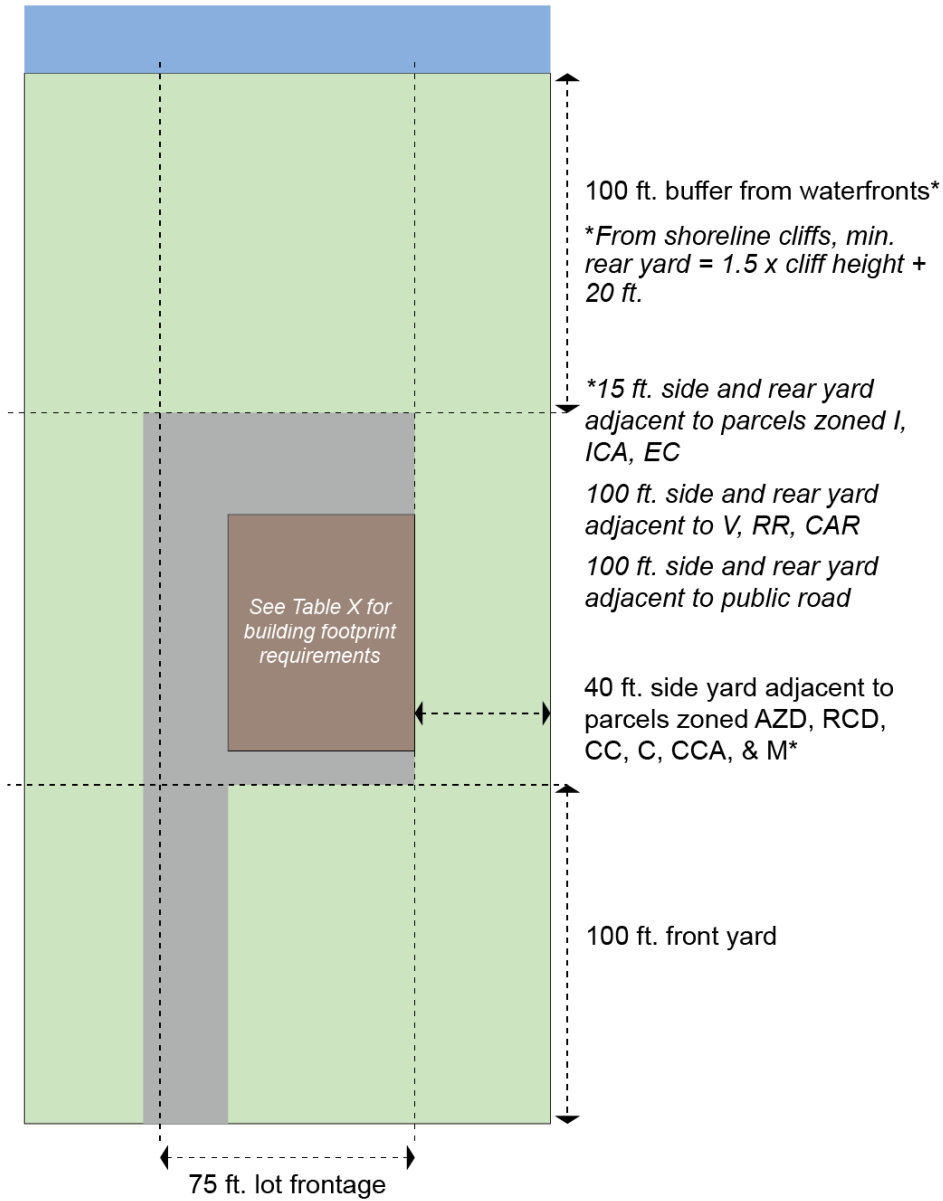 100 ft. buffer from waterfronts*
*From shoreline cliffs, min.
rear yard = 1.5 x cliff height +
20 ft.
*15 ft. side and rear yard
adjacent to parcels zoned I,
ICA, EC
100 ft. side and rear yard
adjacent to V, RR, CAR
100 ft. side and rear yard
adjacent to public road
See Table X for
building footprint
requirements
40 ft. side yard adjacent to
parcels zoned AZD, RCD,
CC, C, CCA, & M*
100 ft. front yard
75 ft. lot frontage